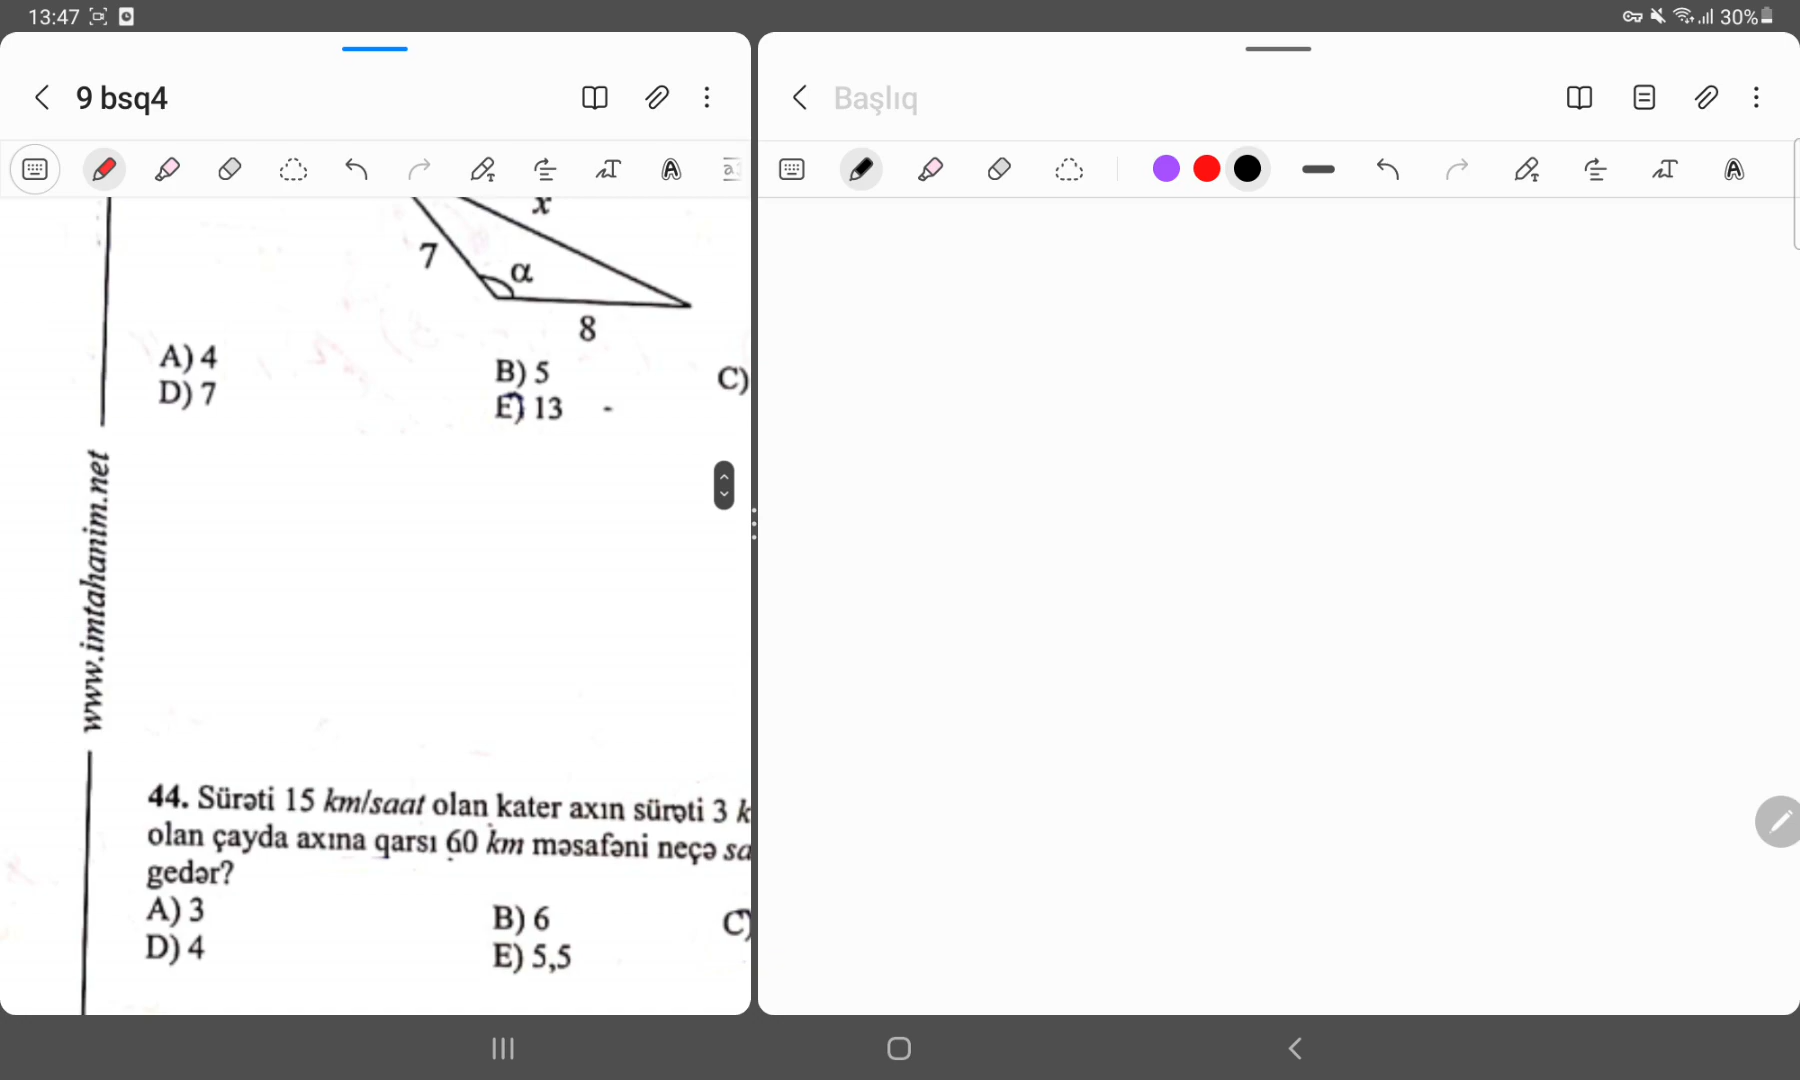 13:47
30%
9 bsq4
Başlıq
x
7
α
8
A) 4
B) 5
C)
D) 7
E) 13
www.imtahanim.net
44. Sürəti 15 km/saat olan kater axın sürəti 3 k
olan çayda axına qarsı 60 km məsafəni neçə sa
gedər?
A) 3
B) 6
C)
D) 4
E) 5,5